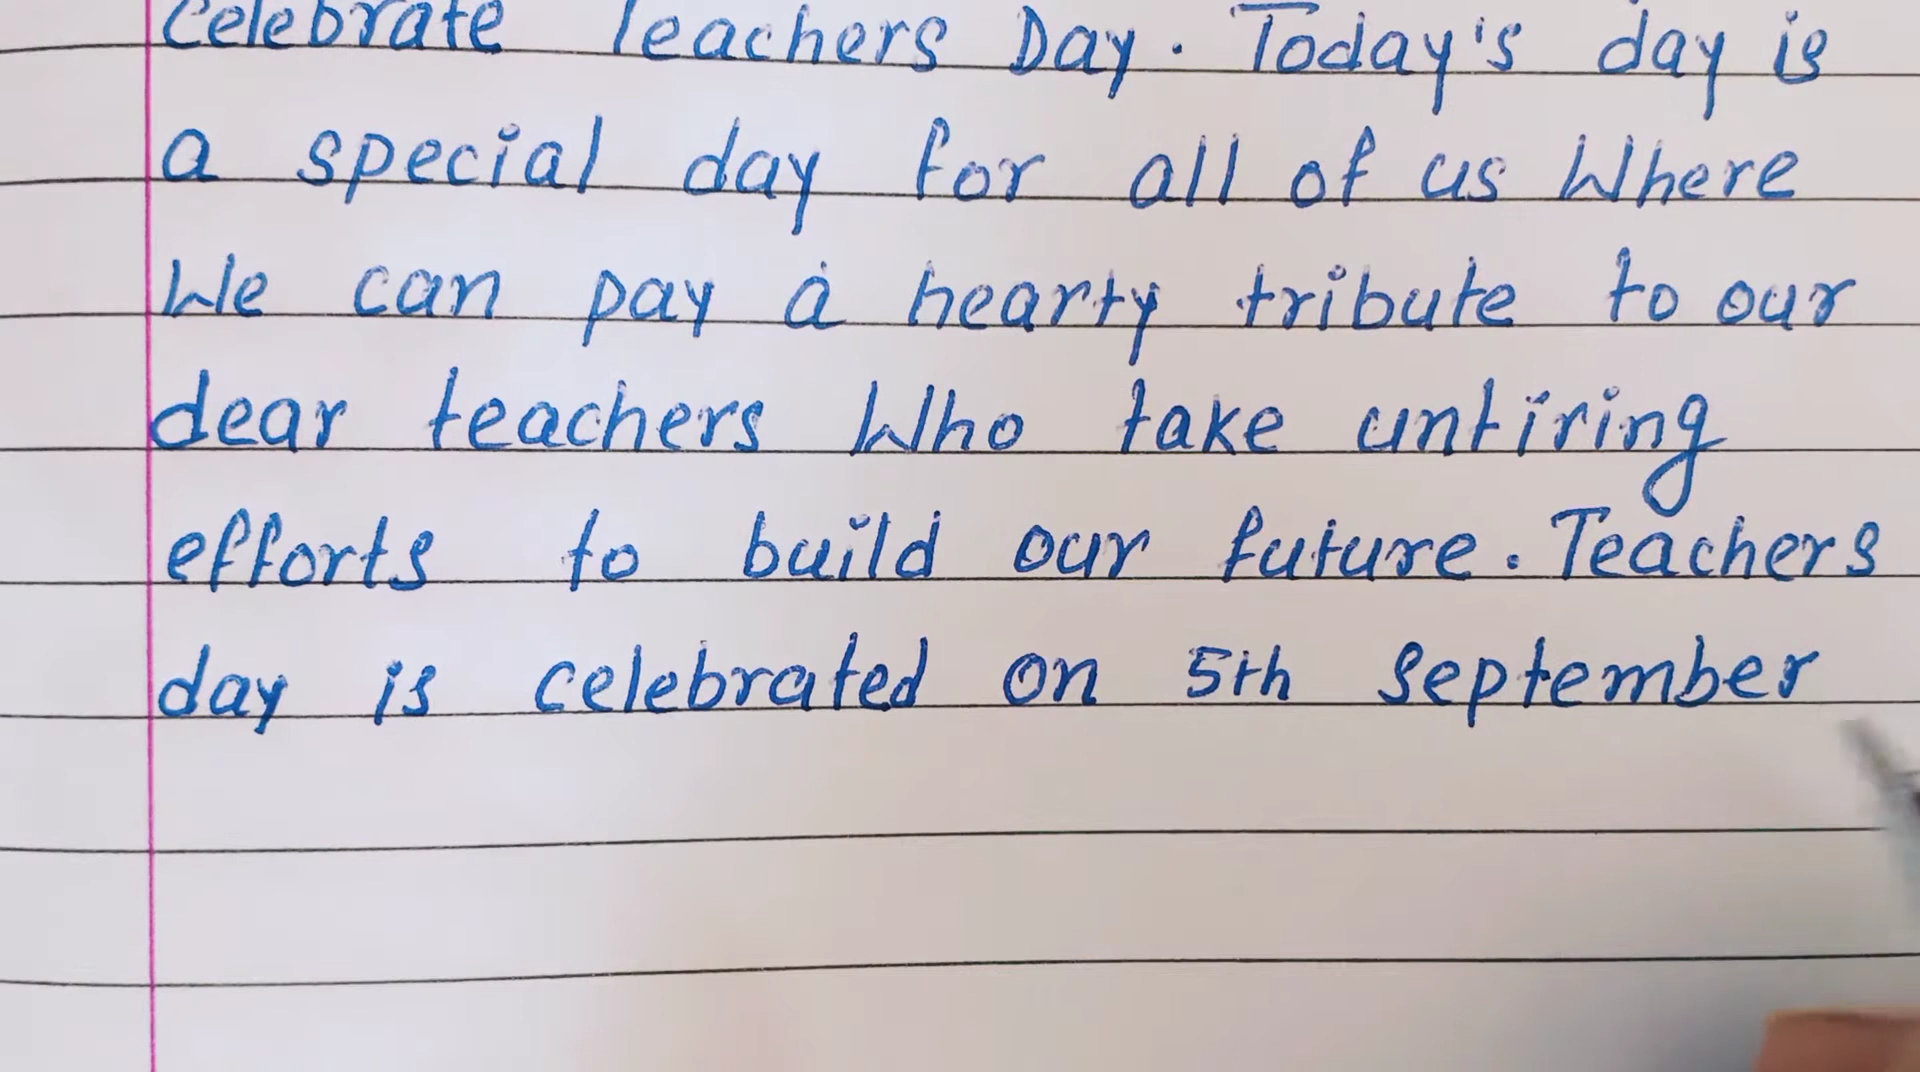 Celebrate Teachers Day. Today's day is
a special day for all of us Where
We can pay a hearty tribute to our
dear teachers Who take untiring
efforts to build our future. Teachers
day is celebrated on 5th September